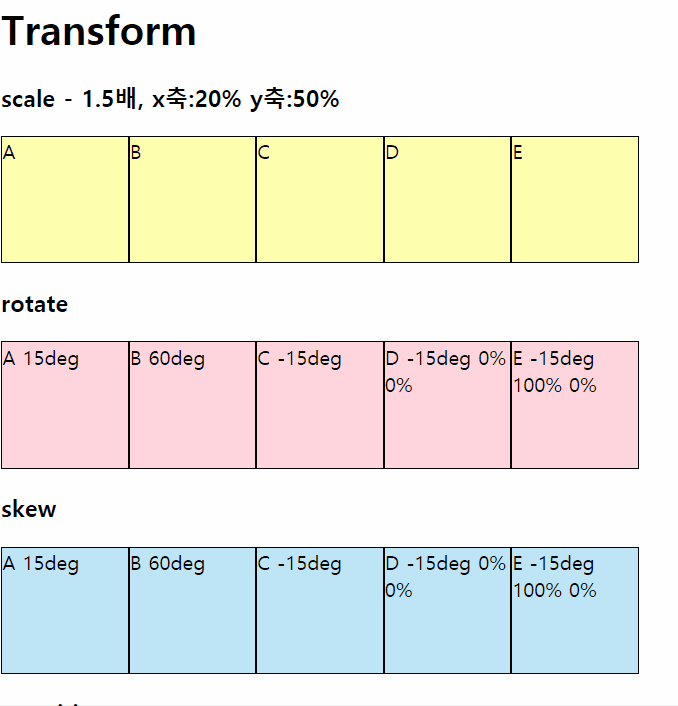 Transform
scale - 1.5배, x축:20% y축:50%
A B C D E
rotate
A 15deg B 60deg C -15deg D -15deg 0% E -15deg
0% 100% 0%
skew
A 15deg B 60deg C -15deg D -15deg 0% E -15deg
0% 100% 0%